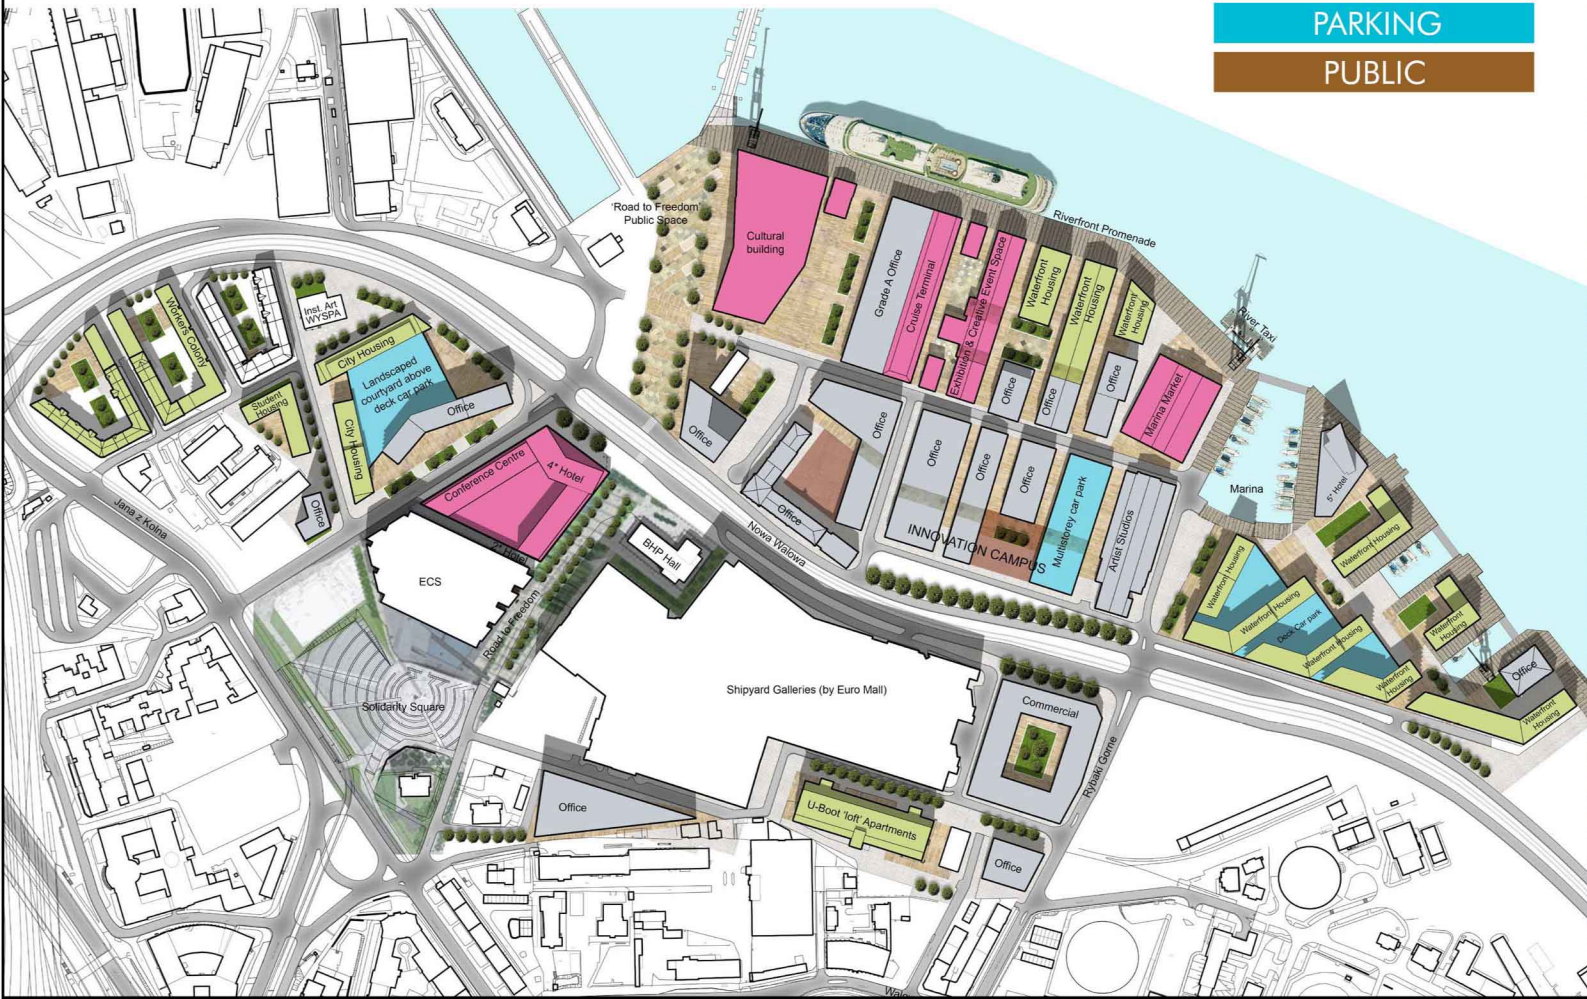 PARKING
PUBLIC
'Road to Freedom'
Public Space
Cultural
building
Riverfront Promenade
Grade A Office
Cruise Terminal
Exhibition & Creative Event Space
Waterfront
Housing
Waterfront
Housing
Waterfront
Housing
River Taxi
Inst. Art
WYSPA
Workers Colony
City Housing
Landscaped
courtyard above
deck car park
Office
Student
Housing
City Housing
Office
Office
Office
Office
Office
Office
Marina Market
Conference Centre
4* Hotel
Office
Office
Office
Office
Multistorey car park
Artist Studios
Marina
5* Hotel
Waterfront Housing
Jana z Kolna
2* Hotel
BHP Hall
Nowa Walowa
INNOVATION CAMPUS
ECS
Road to Freedom
Waterfront Housing
Waterfront Housing
Deck Car park
Waterfront Housing
Waterfront
Housing
Waterfront
Housing
Office
Waterfront
Housing
Solidarity Square
Shipyard Galleries (by Euro Mall)
Commercial
Rybaki Gorne
Office
U-Boot 'loft' Apartments
Office